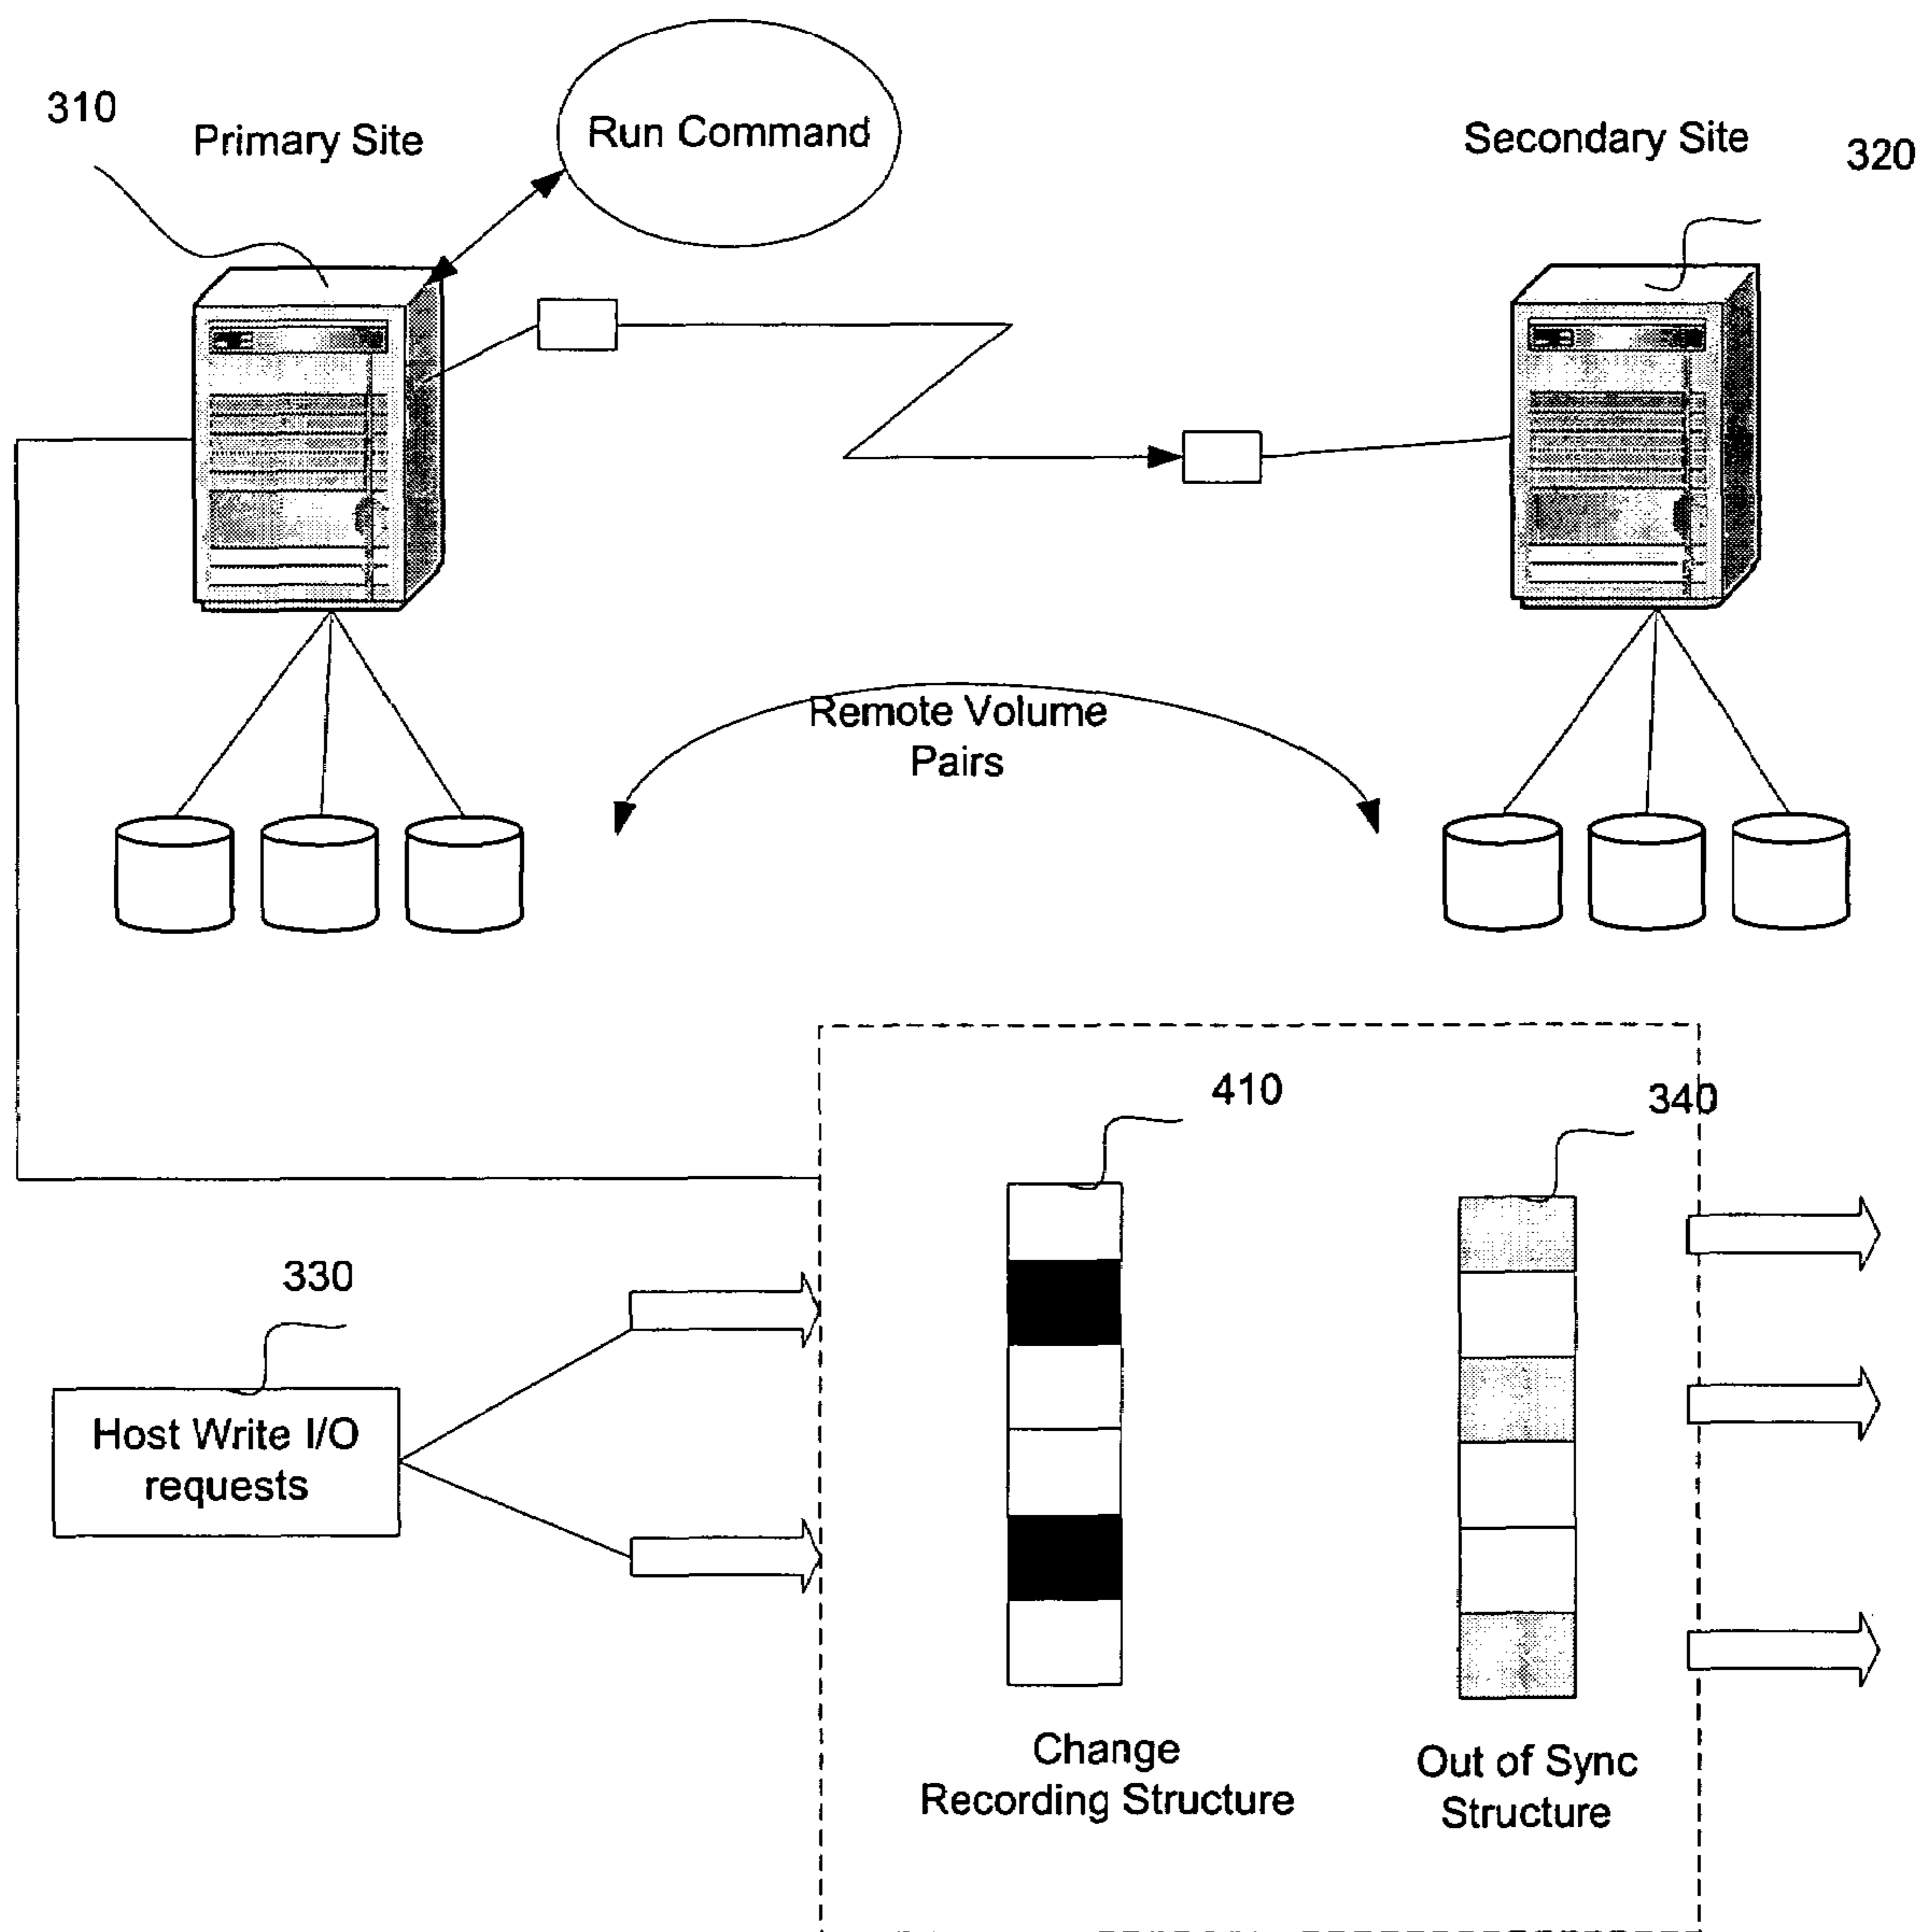 310
Primary Site
Run Command
Secondary Site
320
Remote Volume
Pairs
410
340
330
Host Write I/O
requests
Change
Recording Structure
Out of Sync
Structure